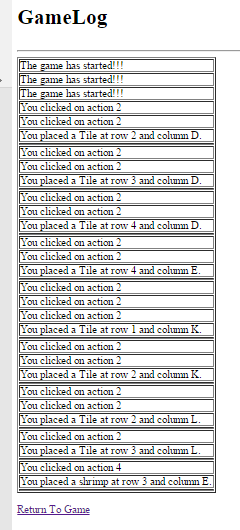 GameLog
The game has started!!!
The game has started!!!
The game has started!!!
You clicked on action 2
You clicked on action 2
You placed a Tile at row 2 and column D.
You clicked on action 2
You clicked on action 2
You placed a Tile at row 3 and column D.
You clicked on action 2
You clicked on action 2
You placed a Tile at row 4 and column D.
You clicked on action 2
You clicked on action 2
You placed a Tile at row 4 and column E.
You clicked on action 2
You clicked on action 2
You clicked on action 2
You placed a Tile at row 1 and column K.
You clicked on action 2
You clicked on action 2
You placed a Tile at row 2 and column K.
You clicked on action 2
You clicked on action 2
You placed a Tile at row 2 and column L.
You clicked on action 2
You placed a Tile at row 3 and column L.
You clicked on action 4
You placed a shrimp at row 3 and column E.
Return To Game